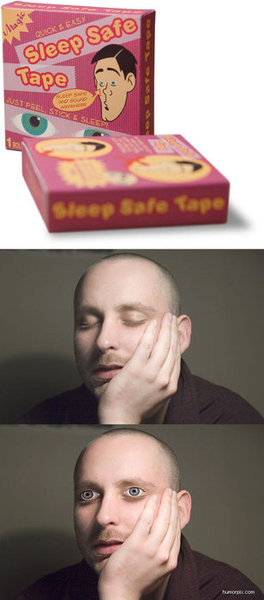 Magic
QUICK & EASY
Sleep Safe
Tape
SLEEP SAFE
AND SOUND
ANYWHERE!
JUST PEEL, STICK & SLEEP!
Sleep Safe Tape
Sleep Safe Tape
humorpix.com